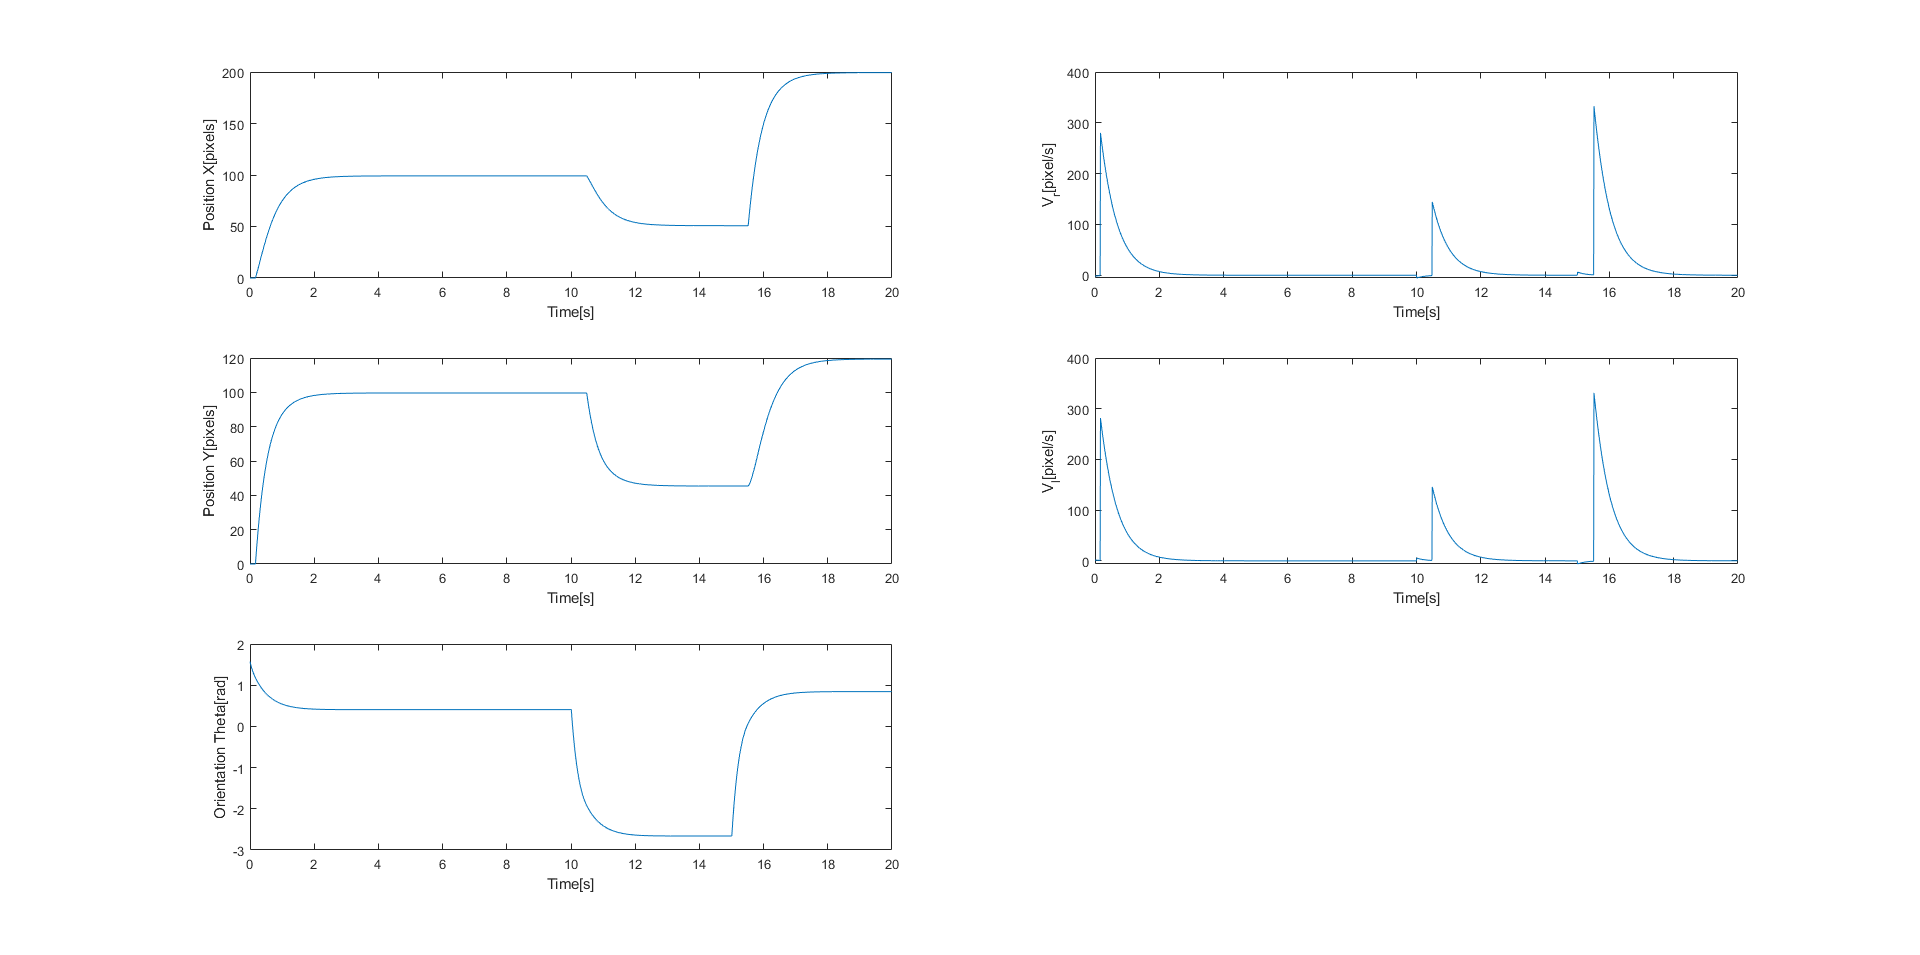 200
150
100
50
0
Position X[pixels]
0 2 4 6 8 10 12 14 16 18 20
Time[s]
400
300
200
100
0
V_r[pixel/s]
0 2 4 6 8 10 12 14 16 18 20
Time[s]
120
100
80
60
40
20
0
Position Y[pixels]
0 2 4 6 8 10 12 14 16 18 20
Time[s]
400
300
200
100
0
V_l[pixel/s]
0 2 4 6 8 10 12 14 16 18 20
Time[s]
2
1
0
-1
-2
-3
Orientation Theta[rad]
0 2 4 6 8 10 12 14 16 18 20
Time[s]